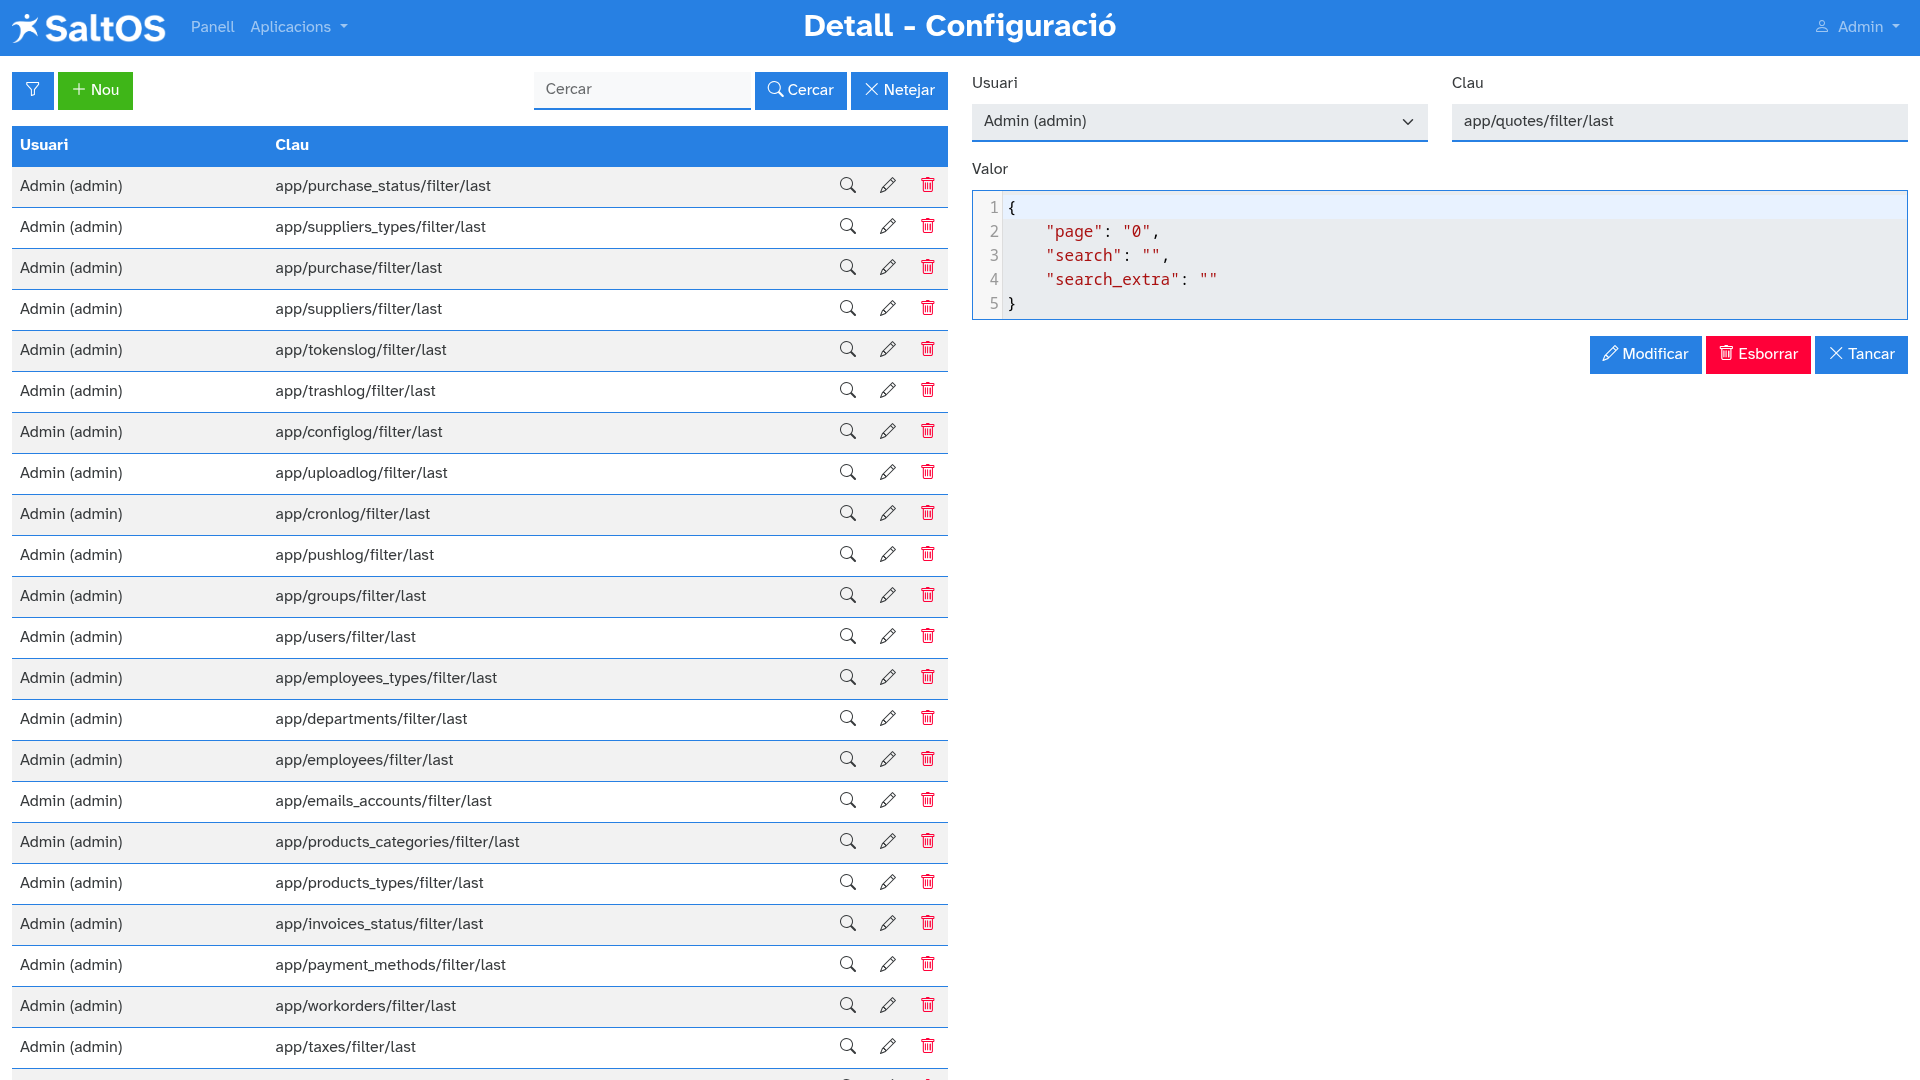 SaltOS Panell Aplicacions Detall - Configuració Admin
Nou Cercar Cercar Netejar
Usuari Clau
Admin (admin) app/purchase_status/filter/last
Admin (admin) app/suppliers_types/filter/last
Admin (admin) app/purchase/filter/last
Admin (admin) app/suppliers/filter/last
Admin (admin) app/tokenslog/filter/last
Admin (admin) app/trashlog/filter/last
Admin (admin) app/configlog/filter/last
Admin (admin) app/uploadlog/filter/last
Admin (admin) app/cronlog/filter/last
Admin (admin) app/pushlog/filter/last
Admin (admin) app/groups/filter/last
Admin (admin) app/users/filter/last
Admin (admin) app/employees_types/filter/last
Admin (admin) app/departments/filter/last
Admin (admin) app/employees/filter/last
Admin (admin) app/emails_accounts/filter/last
Admin (admin) app/products_categories/filter/last
Admin (admin) app/products_types/filter/last
Admin (admin) app/invoices_status/filter/last
Admin (admin) app/payment_methods/filter/last
Admin (admin) app/workorders/filter/last
Admin (admin) app/taxes/filter/last
Usuari Clau
Admin (admin) app/quotes/filter/last
Valor
1 {
2     "page": "0",
3     "search": "",
4     "search_extra": ""
5 }
Modificar Esborrar Tancar